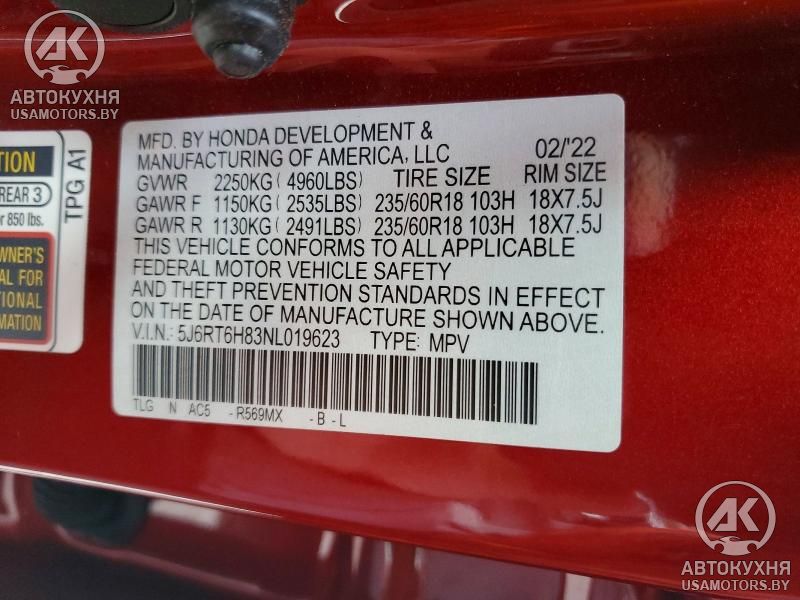 AK
АВТОКУХНЯ
USAMOTORS.BY
TION
REAR 3
r 850 lbs.
TPG A1
WNER'S
AL FOR
TIONAL
MATION
MFD. BY HONDA DEVELOPMENT &
MANUFACTURING OF AMERICA, LLC 02/'22
GVWR 2250KG ( 4960LBS) TIRE SIZE RIM SIZE
GAWR F 1150KG ( 2535LBS) 235/60R18 103H 18X7.5J
GAWR R 1130KG ( 2491LBS) 235/60R18 103H 18X7.5J
THIS VEHICLE CONFORMS TO ALL APPLICABLE
FEDERAL MOTOR VEHICLE SAFETY
AND THEFT PREVENTION STANDARDS IN EFFECT
ON THE DATE OF MANUFACTURE SHOWN ABOVE.
V.I.N.: 5J6RT6H83NL019623 TYPE: MPV
TLG N AC5 -R569MX -B-L
AK
АВТОКУХНЯ
USAMOTORS.BY